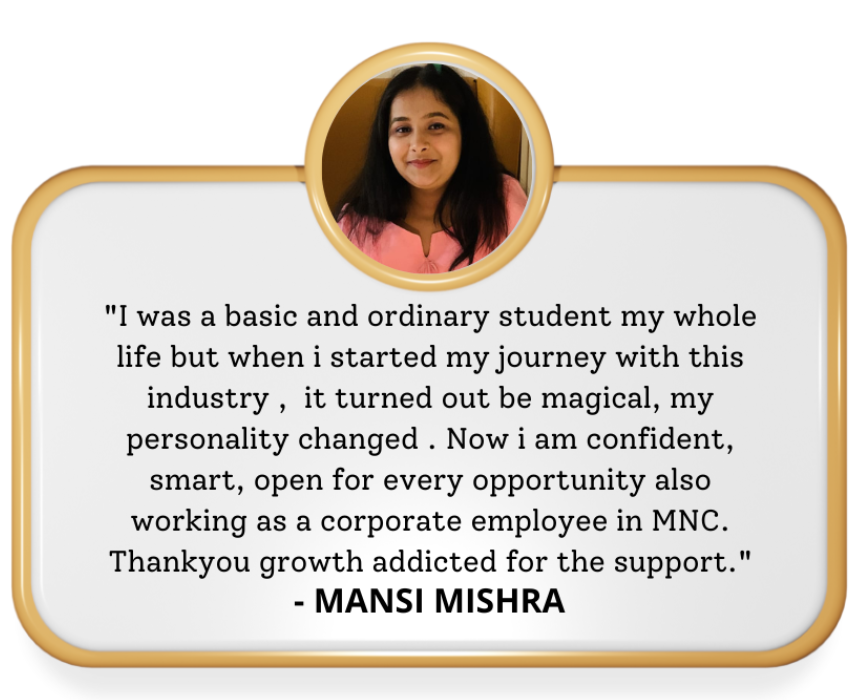 "I was a basic and ordinary student my whole
life but when i started my journey with this
industry , it turned out be magical, my
personality changed . Now i am confident,
smart, open for every opportunity also
working as a corporate employee in MNC.
Thankyou growth addicted for the support."
- MANSI MISHRA